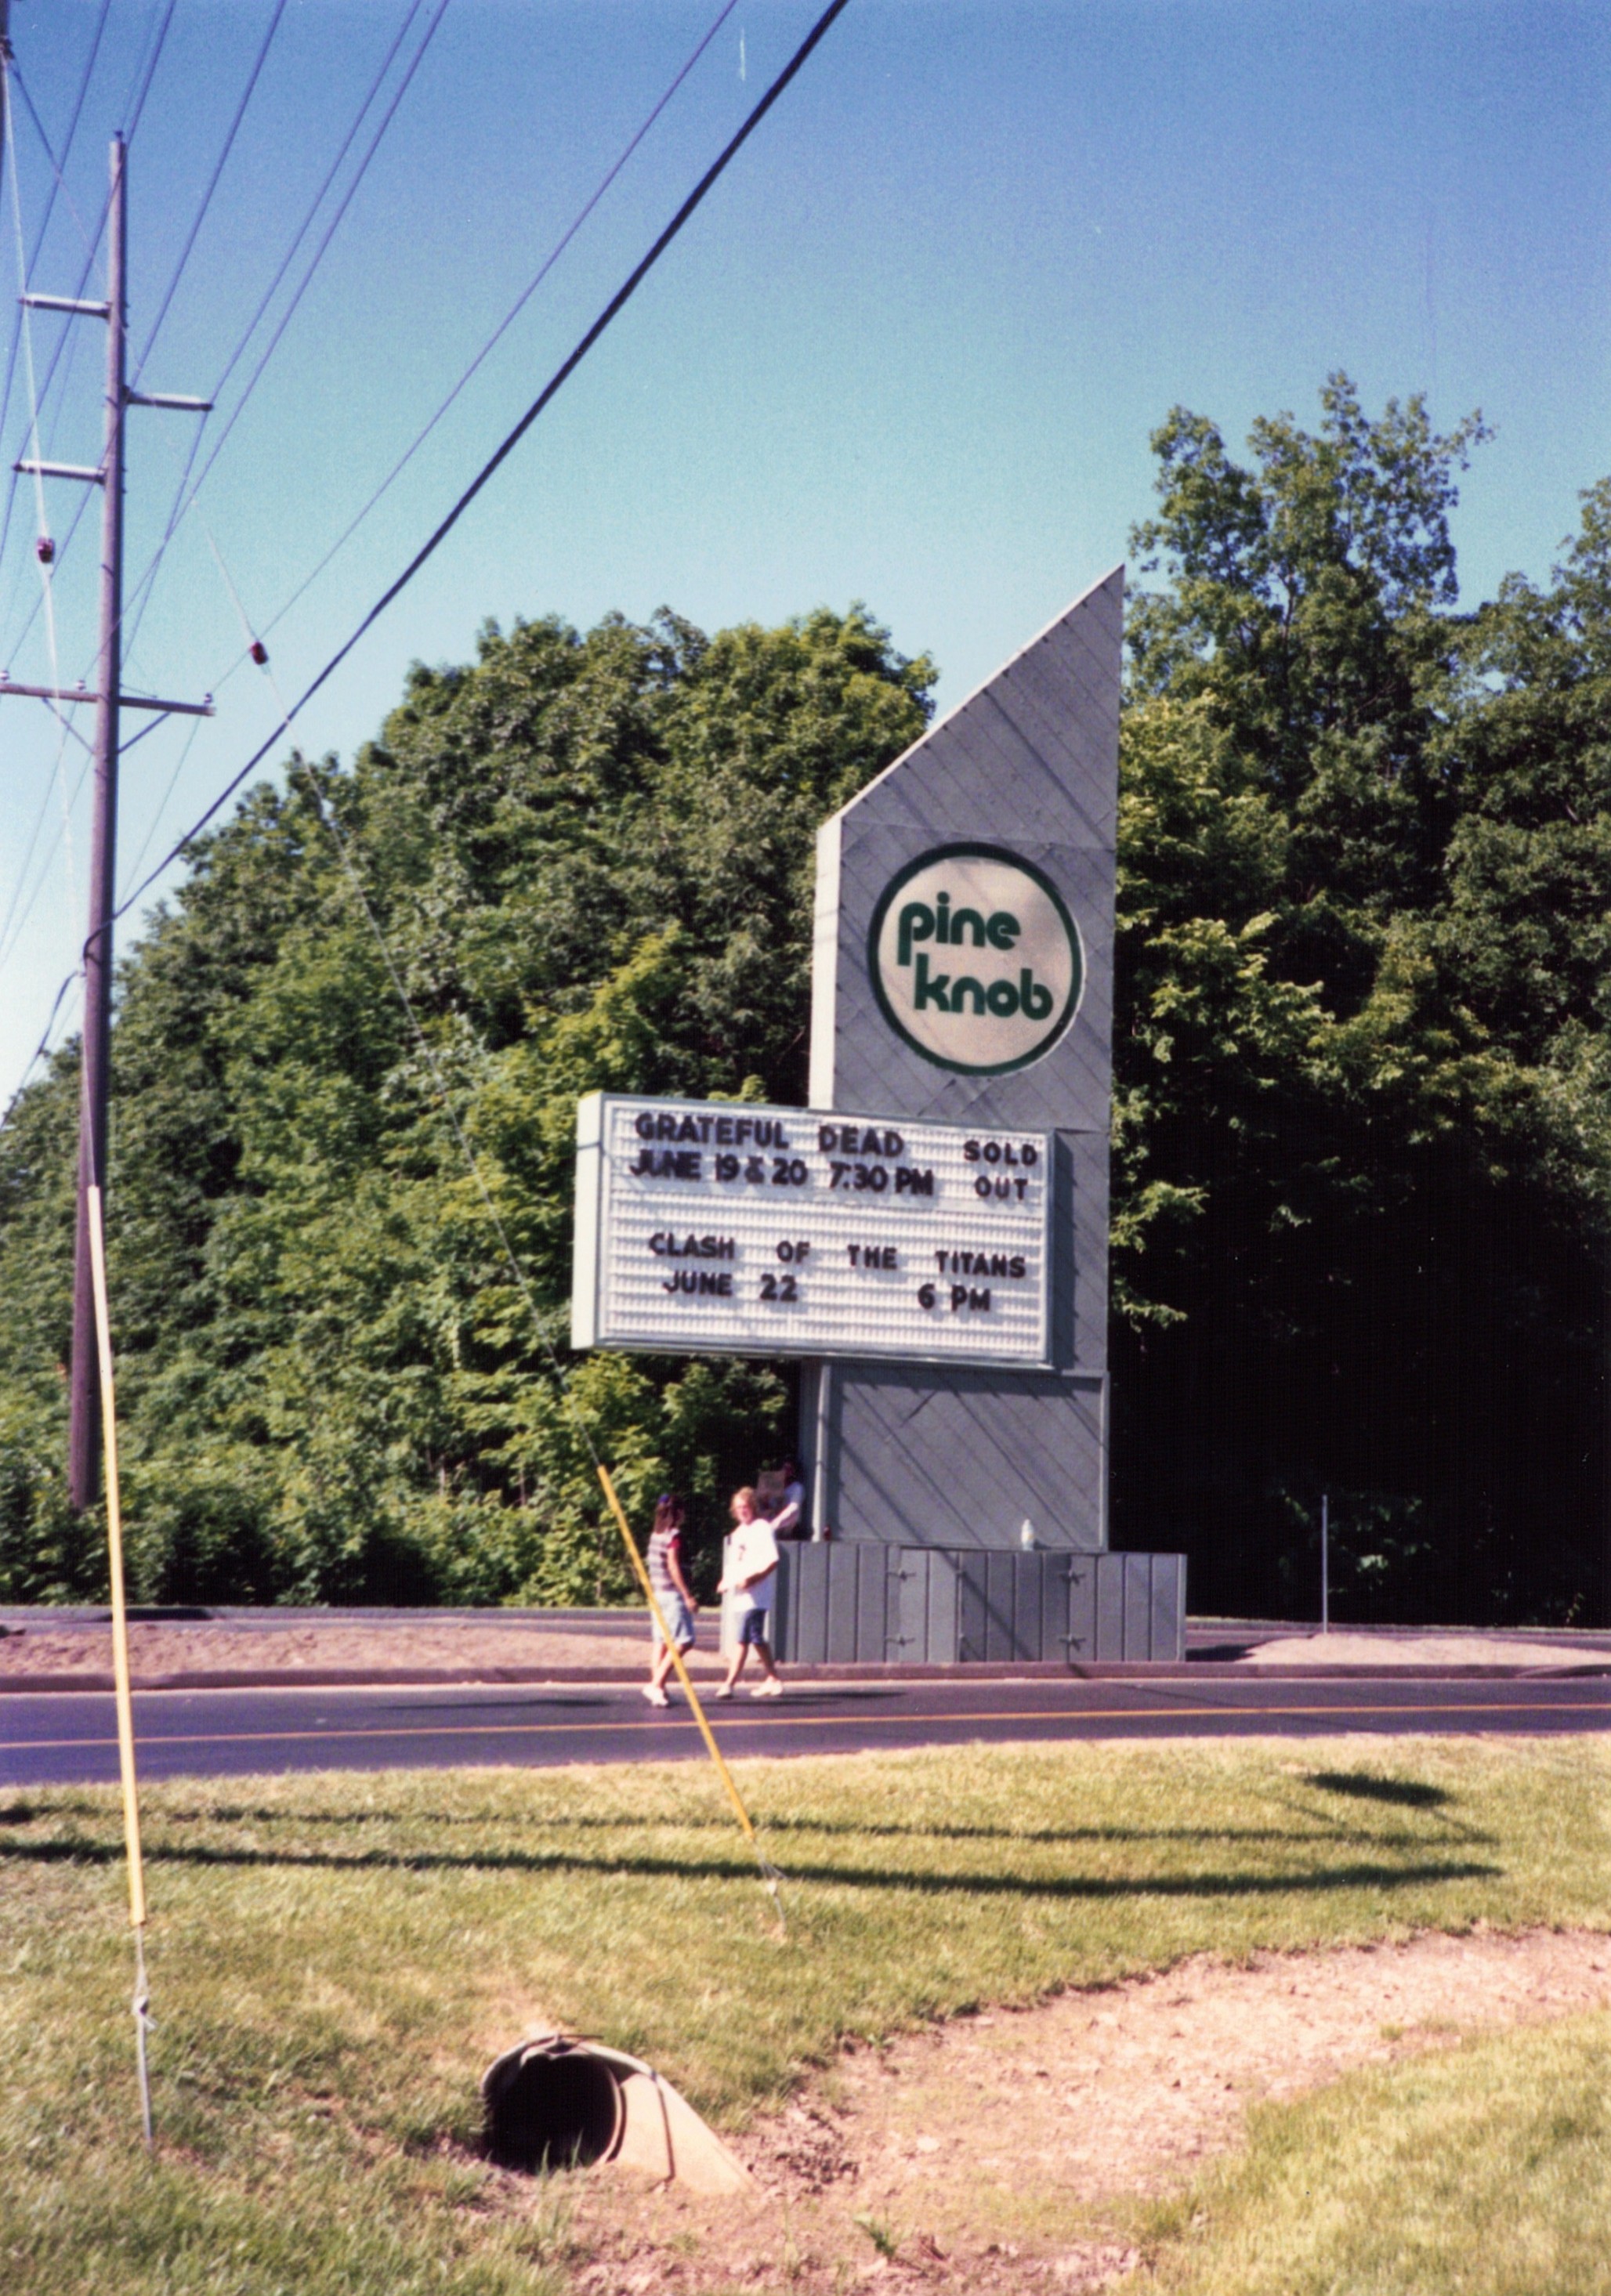 pine
knob
GRATEFUL DEAD SOLD
JUNE 19 & 20 7:30 PM OUT
CLASH OF THE TITANS
JUNE 22 6 PM